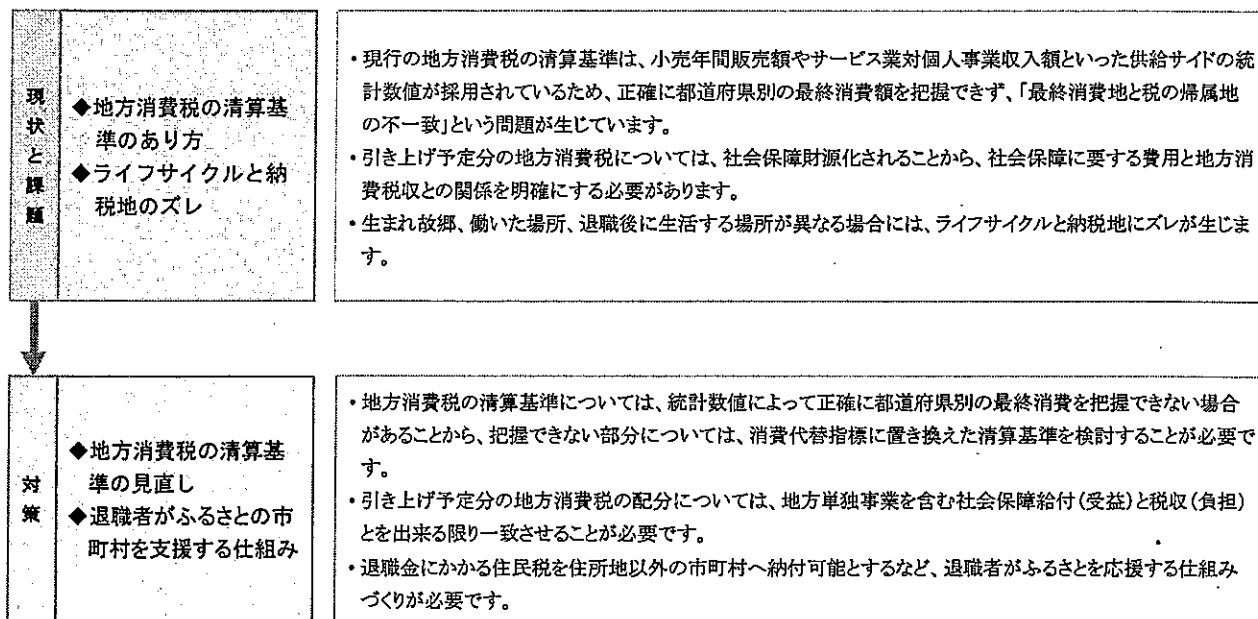 現状と課題
◆地方消費税の清算基
準のあり方
◆ライフサイクルと納
税地のズレ
・現行の地方消費税の清算基準は、小売年間販売額やサービス業対個人事業収入額といった供給サイドの統
計数値が採用されているため、正確に都道府県別の最終消費額を把握できず、「最終消費地と税の帰属地
の不一致」という問題が生じています。
・引き上げ予定分の地方消費税については、社会保障財源化されることから、社会保障に要する費用と地方消
費税収との関係を明確にする必要があります。
・生まれ故郷、働いた場所、退職後に生活する場所が異なる場合には、ライフサイクルと納税地にズレが生じま
す。
対策
◆地方消費税の清算基
準の見直し
◆退職者がふるさとの市
町村を支援する仕組み
・地方消費税の清算基準については、統計数値によって正確に都道府県別の最終消費を把握できない場合
があることから、把握できない部分については、消費代替指標に置き換えた清算基準を検討することが必要で
す。
・引き上げ予定分の地方消費税の配分については、地方単独事業を含む社会保障給付(受益)と税収(負担)
とを出来る限り一致させることが必要です。
・退職金にかかる住民税を住所地以外の市町村へ納付可能とするなど、退職者がふるさとを応援する仕組み
づくりが必要です。